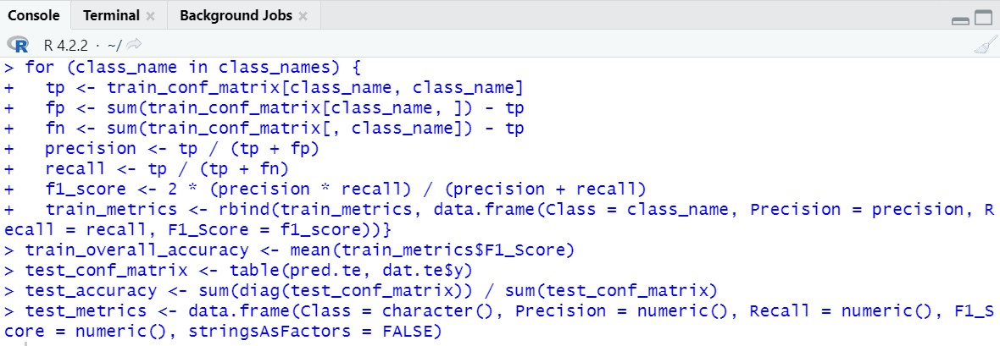 Console Terminal Background Jobs
R 4.2.2 · ~/
> for (class_name in class_names) {
+   tp <- train_conf_matrix[class_name, class_name]
+   fp <- sum(train_conf_matrix[class_name, ]) - tp
+   fn <- sum(train_conf_matrix[, class_name]) - tp
+   precision <- tp / (tp + fp)
+   recall <- tp / (tp + fn)
+   f1_score <- 2 * (precision * recall) / (precision + recall)
+   train_metrics <- rbind(train_metrics, data.frame(Class = class_name, Precision = precision, R
ecall = recall, F1_Score = f1_score))}
> train_overall_accuracy <- mean(train_metrics$F1_Score)
> test_conf_matrix <- table(pred.te, dat.te$y)
> test_accuracy <- sum(diag(test_conf_matrix)) / sum(test_conf_matrix)
> test_metrics <- data.frame(Class = character(), Precision = numeric(), Recall = numeric(), F1_S
core = numeric(), stringsAsFactors = FALSE)